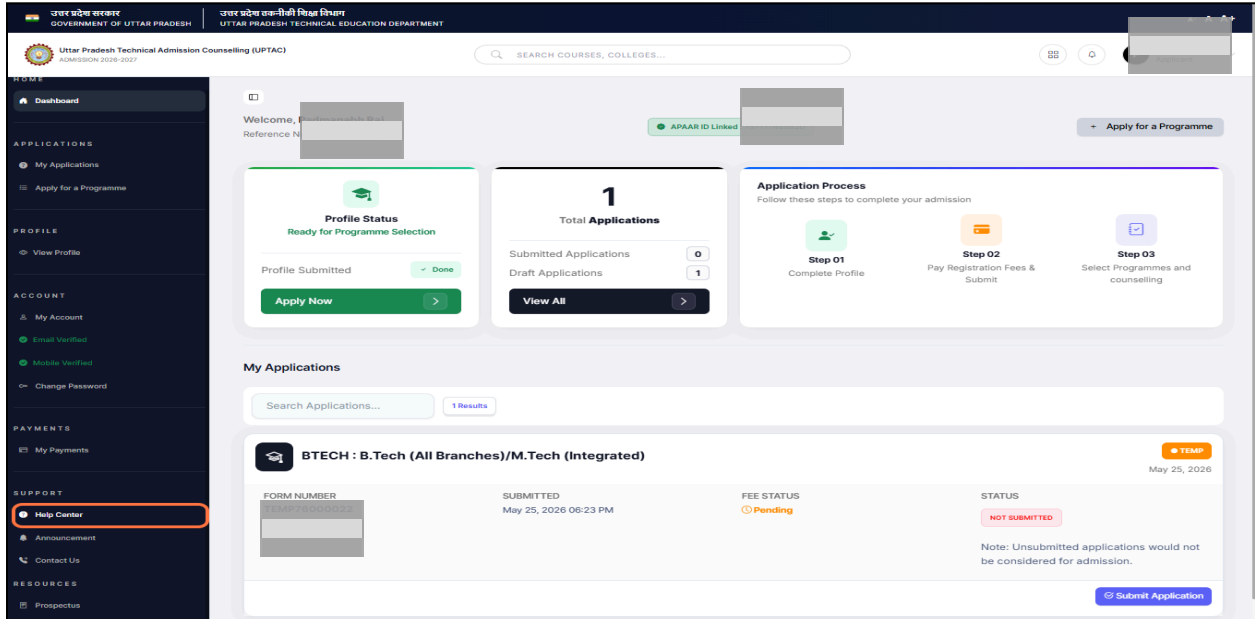 उत्तर प्रदेश सरकार
GOVERNMENT OF UTTAR PRADESH
उत्तर प्रदेश तकनीकी शिक्षा विभाग
UTTAR PRADESH TECHNICAL EDUCATION DEPARTMENT
A+
Uttar Pradesh Technical Admission Counselling (UPTAC)
ADMISSION 2026-2027
SEARCH COURSES, COLLEGES...
HOME
Dashboard
APPLICATIONS
My Applications
Apply for a Programme
PROFILE
View Profile
ACCOUNT
My Account
Email Verified
Mobile Verified
Change Password
PAYMENTS
My Payments
SUPPORT
Help Center
Announcement
Contact Us
RESOURCES
Prospectus
Welcome,
Reference N
APAAR ID Linked
+ Apply for a Programme
Profile Status
Ready for Programme Selection
Profile Submitted
Done
Apply Now
1
Total Applications
Submitted Applications 0
Draft Applications 1
View All
Application Process
Follow these steps to complete your admission
Step 01
Complete Profile
Step 02
Pay Registration Fees &
Submit
Step 03
Select Programmes and
counselling
My Applications
Search Applications...
1 Results
BTECH : B.Tech (All Branches)/M.Tech (Integrated)
TEMP
May 25, 2026
FORM NUMBER
SUBMITTED
May 25, 2026 06:23 PM
FEE STATUS
Pending
STATUS
NOT SUBMITTED
Note: Unsubmitted applications would not
be considered for admission.
Submit Application